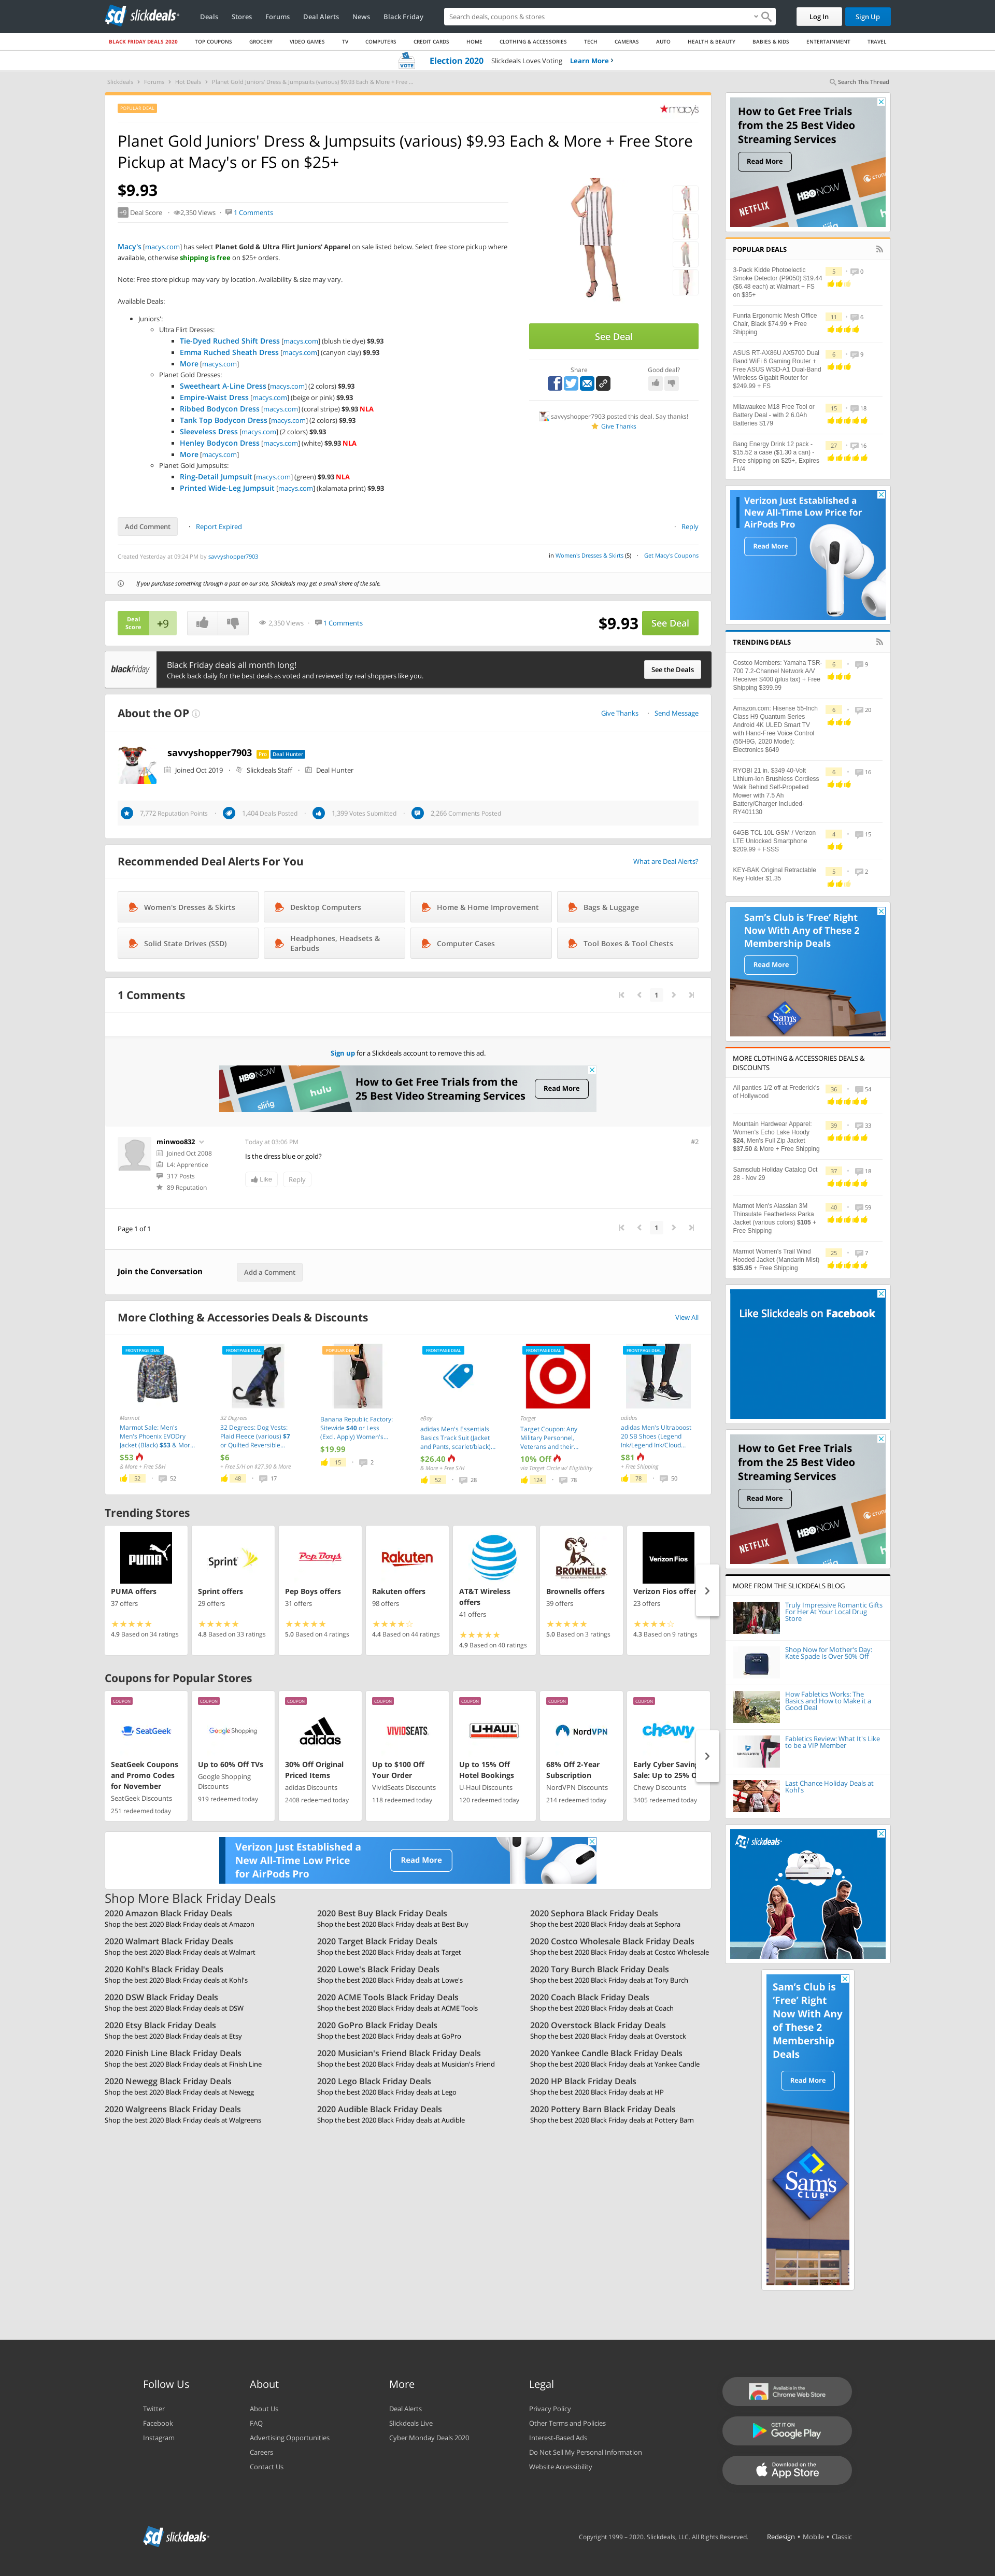 slickdeals
Deals
Stores
Forums
Deal Alerts
News
Black Friday
Search deals, coupons & stores
Log In
Sign Up
BLACK FRIDAY DEALS 2020
TOP COUPONS
GROCERY
VIDEO GAMES
TV
COMPUTERS
CREDIT CARDS
HOME
CLOTHING & ACCESSORIES
TECH
CAMERAS
AUTO
HEALTH & BEAUTY
BABIES & KIDS
ENTERTAINMENT
TRAVEL
VOTE
Election 2020 Slickdeals Loves Voting Learn More ›
Slickdeals › Forums › Hot Deals › Planet Gold Juniors' Dress & Jumpsuits (various) $9.93 Each & More + Free ...
Search This Thread
POPULAR DEAL
macys
Planet Gold Juniors' Dress & Jumpsuits (various) $9.93 Each & More + Free Store
Pickup at Macy's or FS on $25+
$9.93
+9 Deal Score · 2,350 Views · 1 Comments
Macy's [macys.com] has select Planet Gold & Ultra Flirt Juniors' Apparel on sale listed below. Select free store pickup where
available, otherwise shipping is free on $25+ orders.
Note: Free store pickup may vary by location. Availability & size may vary.
Available Deals:
Juniors':
Ultra Flirt Dresses:
Tie-Dyed Ruched Shift Dress [macys.com] (blush tie dye) $9.93
Emma Ruched Sheath Dress [macys.com] (canyon clay) $9.93
More [macys.com]
Planet Gold Dresses:
Sweetheart A-Line Dress [macys.com] (2 colors) $9.93
Empire-Waist Dress [macys.com] (beige or pink) $9.93
Ribbed Bodycon Dress [macys.com] (coral stripe) $9.93 NLA
Tank Top Bodycon Dress [macys.com] (2 colors) $9.93
Sleeveless Dress [macys.com] (2 colors) $9.93
Henley Bodycon Dress [macys.com] (white) $9.93 NLA
More [macys.com]
Planet Gold Jumpsuits:
Ring-Detail Jumpsuit [macys.com] (green) $9.93 NLA
Printed Wide-Leg Jumpsuit [macys.com] (kalamata print) $9.93
See Deal
Share
Good deal?
savvyshopper7903 posted this deal. Say thanks!
Give Thanks
Add Comment · Report Expired
· Reply
Created Yesterday at 09:24 PM by savvyshopper7903
in Women's Dresses & Skirts (5) · Get Macy's Coupons
If you purchase something through a post on our site, Slickdeals may get a small share of the sale.
Deal
Score
+9
2,350 Views · 1 Comments
$9.93
See Deal
blackfriday
Black Friday deals all month long!
Check back daily for the best deals as voted and reviewed by real shoppers like you.
See the Deals
About the OP
Give Thanks · Send Message
savvyshopper7903 Pro Deal Hunter
Joined Oct 2019 · Slickdeals Staff · Deal Hunter
7,772 Reputation Points · 1,404 Deals Posted · 1,399 Votes Submitted · 2,266 Comments Posted
Recommended Deal Alerts For You
What are Deal Alerts?
Women's Dresses & Skirts
Desktop Computers
Home & Home Improvement
Bags & Luggage
Solid State Drives (SSD)
Headphones, Headsets &
Earbuds
Computer Cases
Tool Boxes & Tool Chests
1 Comments
1
Sign up for a Slickdeals account to remove this ad.
HBO NOW
hulu
sling
How to Get Free Trials from the
25 Best Video Streaming Services
Read More
minwoo832
Joined Oct 2008
L4: Apprentice
317 Posts
89 Reputation
Today at 03:06 PM
#2
Is the dress blue or gold?
Like
Reply
Page 1 of 1
1
Join the Conversation
Add a Comment
More Clothing & Accessories Deals & Discounts
View All
FRONTPAGE DEAL
Marmot
Marmot Sale: Men's
Men's Phoenix EVODry
Jacket (Black) $53 & Mor...
$53
& More + Free S&H
52 · 52
FRONTPAGE DEAL
32 Degrees
32 Degrees: Dog Vests:
Plaid Fleece (various) $7
or Quilted Reversible...
$6
+ Free S/H on $27.90 & More
48 · 17
POPULAR DEAL
Banana Republic Factory:
Sitewide $40 or Less
(Excl. Apply) Women's...
$19.99
15 · 2
FRONTPAGE DEAL
eBay
adidas Men's Essentials
Basics Track Suit (Jacket
and Pants, scarlet/black)...
$26.40
& More + Free S/H
52 · 28
FRONTPAGE DEAL
Target
Target Coupon: Any
Military Personnel,
Veterans and their...
10% Off
via Target Circle w/ Eligibility
124 · 78
FRONTPAGE DEAL
adidas
adidas Men's Ultraboost
20 SB Shoes (Legend
Ink/Legend Ink/Cloud...
$81
+ Free Shipping
78 · 50
Trending Stores
PUMA
PUMA offers
37 offers
4.9 Based on 34 ratings
Sprint
Sprint offers
29 offers
4.8 Based on 33 ratings
Pep Boys
Pep Boys offers
31 offers
5.0 Based on 4 ratings
Rakuten
Rakuten offers
98 offers
4.4 Based on 44 ratings
AT&T Wireless
offers
41 offers
4.9 Based on 40 ratings
BROWNELLS
Brownells offers
39 offers
5.0 Based on 3 ratings
Verizon Fios
Verizon Fios offer
23 offers
4.3 Based on 9 ratings
Coupons for Popular Stores
COUPON
SeatGeek
SeatGeek Coupons
and Promo Codes
for November
SeatGeek Discounts
251 redeemed today
COUPON
Google Shopping
Up to 60% Off TVs
Google Shopping
Discounts
919 redeemed today
COUPON
adidas
30% Off Original
Priced Items
adidas Discounts
2408 redeemed today
COUPON
VIVIDSEATS
Up to $100 Off
Your Order
VividSeats Discounts
118 redeemed today
COUPON
U-HAUL
Up to 15% Off
Hotel Bookings
U-Haul Discounts
120 redeemed today
COUPON
NordVPN
68% Off 2-Year
Subscription
NordVPN Discounts
214 redeemed today
COUPON
chewy
Early Cyber Saving
Sale: Up to 25% O
Chewy Discounts
3405 redeemed today
Verizon Just Established a
New All-Time Low Price
for AirPods Pro
Read More
Shop More Black Friday Deals
2020 Amazon Black Friday Deals
Shop the best 2020 Black Friday deals at Amazon
2020 Best Buy Black Friday Deals
Shop the best 2020 Black Friday deals at Best Buy
2020 Sephora Black Friday Deals
Shop the best 2020 Black Friday deals at Sephora
2020 Walmart Black Friday Deals
Shop the best 2020 Black Friday deals at Walmart
2020 Target Black Friday Deals
Shop the best 2020 Black Friday deals at Target
2020 Costco Wholesale Black Friday Deals
Shop the best 2020 Black Friday deals at Costco Wholesale
2020 Kohl's Black Friday Deals
Shop the best 2020 Black Friday deals at Kohl's
2020 Lowe's Black Friday Deals
Shop the best 2020 Black Friday deals at Lowe's
2020 Tory Burch Black Friday Deals
Shop the best 2020 Black Friday deals at Tory Burch
2020 DSW Black Friday Deals
Shop the best 2020 Black Friday deals at DSW
2020 ACME Tools Black Friday Deals
Shop the best 2020 Black Friday deals at ACME Tools
2020 Coach Black Friday Deals
Shop the best 2020 Black Friday deals at Coach
2020 Etsy Black Friday Deals
Shop the best 2020 Black Friday deals at Etsy
2020 GoPro Black Friday Deals
Shop the best 2020 Black Friday deals at GoPro
2020 Overstock Black Friday Deals
Shop the best 2020 Black Friday deals at Overstock
2020 Finish Line Black Friday Deals
Shop the best 2020 Black Friday deals at Finish Line
2020 Musician's Friend Black Friday Deals
Shop the best 2020 Black Friday deals at Musician's Friend
2020 Yankee Candle Black Friday Deals
Shop the best 2020 Black Friday deals at Yankee Candle
2020 Newegg Black Friday Deals
Shop the best 2020 Black Friday deals at Newegg
2020 Lego Black Friday Deals
Shop the best 2020 Black Friday deals at Lego
2020 HP Black Friday Deals
Shop the best 2020 Black Friday deals at HP
2020 Walgreens Black Friday Deals
Shop the best 2020 Black Friday deals at Walgreens
2020 Audible Black Friday Deals
Shop the best 2020 Black Friday deals at Audible
2020 Pottery Barn Black Friday Deals
Shop the best 2020 Black Friday deals at Pottery Barn
How to Get Free Trials
from the 25 Best Video
Streaming Services
Read More
NETFLIX
HBO NOW
crunchy
hulu
sling
POPULAR DEALS
3-Pack Kidde Photoelectic
Smoke Detector (P9050) $19.44
($6.48 each) at Walmart + FS
on $35+
5 · 0
Funria Ergonomic Mesh Office
Chair, Black $74.99 + Free
Shipping
11 · 6
ASUS RT-AX86U AX5700 Dual
Band WiFi 6 Gaming Router +
Free ASUS WSD-A1 Dual-Band
Wireless Gigabit Router for
$249.99 + FS
6 · 9
Milawaukee M18 Free Tool or
Battery Deal - with 2 6.0Ah
Batteries $179
15 · 18
Bang Energy Drink 12 pack -
$15.52 a case ($1.30 a can) -
Free shipping on $25+, Expires
11/4
27 · 16
Verizon Just Established a
New All-Time Low Price for
AirPods Pro
Read More
TRENDING DEALS
Costco Members: Yamaha TSR-
700 7.2-Channel Network A/V
Receiver $400 (plus tax) + Free
Shipping $399.99
6 · 9
Amazon.com: Hisense 55-Inch
Class H9 Quantum Series
Android 4K ULED Smart TV
with Hand-Free Voice Control
(55H9G, 2020 Model):
Electronics $649
6 · 20
RYOBI 21 in. $349 40-Volt
Lithium-Ion Brushless Cordless
Walk Behind Self-Propelled
Mower with 7.5 Ah
Battery/Charger Included-
RY401130
6 · 16
64GB TCL 10L GSM / Verizon
LTE Unlocked Smartphone
$209.99 + FSSS
4 · 15
KEY-BAK Original Retractable
Key Holder $1.35
5 · 2
Sam's Club is 'Free' Right
Now With Any of These 2
Membership Deals
Read More
Sam's
CLUB
MORE CLOTHING & ACCESSORIES DEALS &
DISCOUNTS
All panties 1/2 off at Frederick's
of Hollywood
36 · 54
Mountain Hardwear Apparel:
Women's Echo Lake Hoody
$24, Men's Full Zip Jacket
$37.50 & More + Free Shipping
39 · 33
Samsclub Holiday Catalog Oct
28 - Nov 29
37 · 18
Marmot Men's Alassian 3M
Thinsulate Featherless Parka
Jacket (various colors) $105 +
Free Shipping
40 · 59
Marmot Women's Trail Wind
Hooded Jacket (Mandarin Mist)
$35.95 + Free Shipping
25 · 7
Like Slickdeals on Facebook
How to Get Free Trials
from the 25 Best Video
Streaming Services
Read More
NETFLIX
HBO NOW
hulu
sling
MORE FROM THE SLICKDEALS BLOG
Truly Impressive Romantic Gifts
For Her At Your Local Drug
Store
Shop Now for Mother's Day:
Kate Spade Is Over 50% Off
How Fabletics Works: The
Basics and How to Make it a
Good Deal
Fabletics Review: What It's Like
to be a VIP Member
Last Chance Holiday Deals at
Kohl's
slickdeals
Sam's Club is
'Free' Right
Now With Any
of These 2
Membership
Deals
Read More
Sam's
CLUB
Follow Us
Twitter
Facebook
Instagram
About
About Us
FAQ
Advertising Opportunities
Careers
Contact Us
More
Deal Alerts
Slickdeals Live
Cyber Monday Deals 2020
Legal
Privacy Policy
Other Terms and Policies
Interest-Based Ads
Do Not Sell My Personal Information
Website Accessibility
Available in the
Chrome Web Store
GET IT ON
Google Play
Download on the
App Store
slickdeals
Copyright 1999 – 2020. Slickdeals, LLC. All Rights Reserved.
Redesign • Mobile • Classic